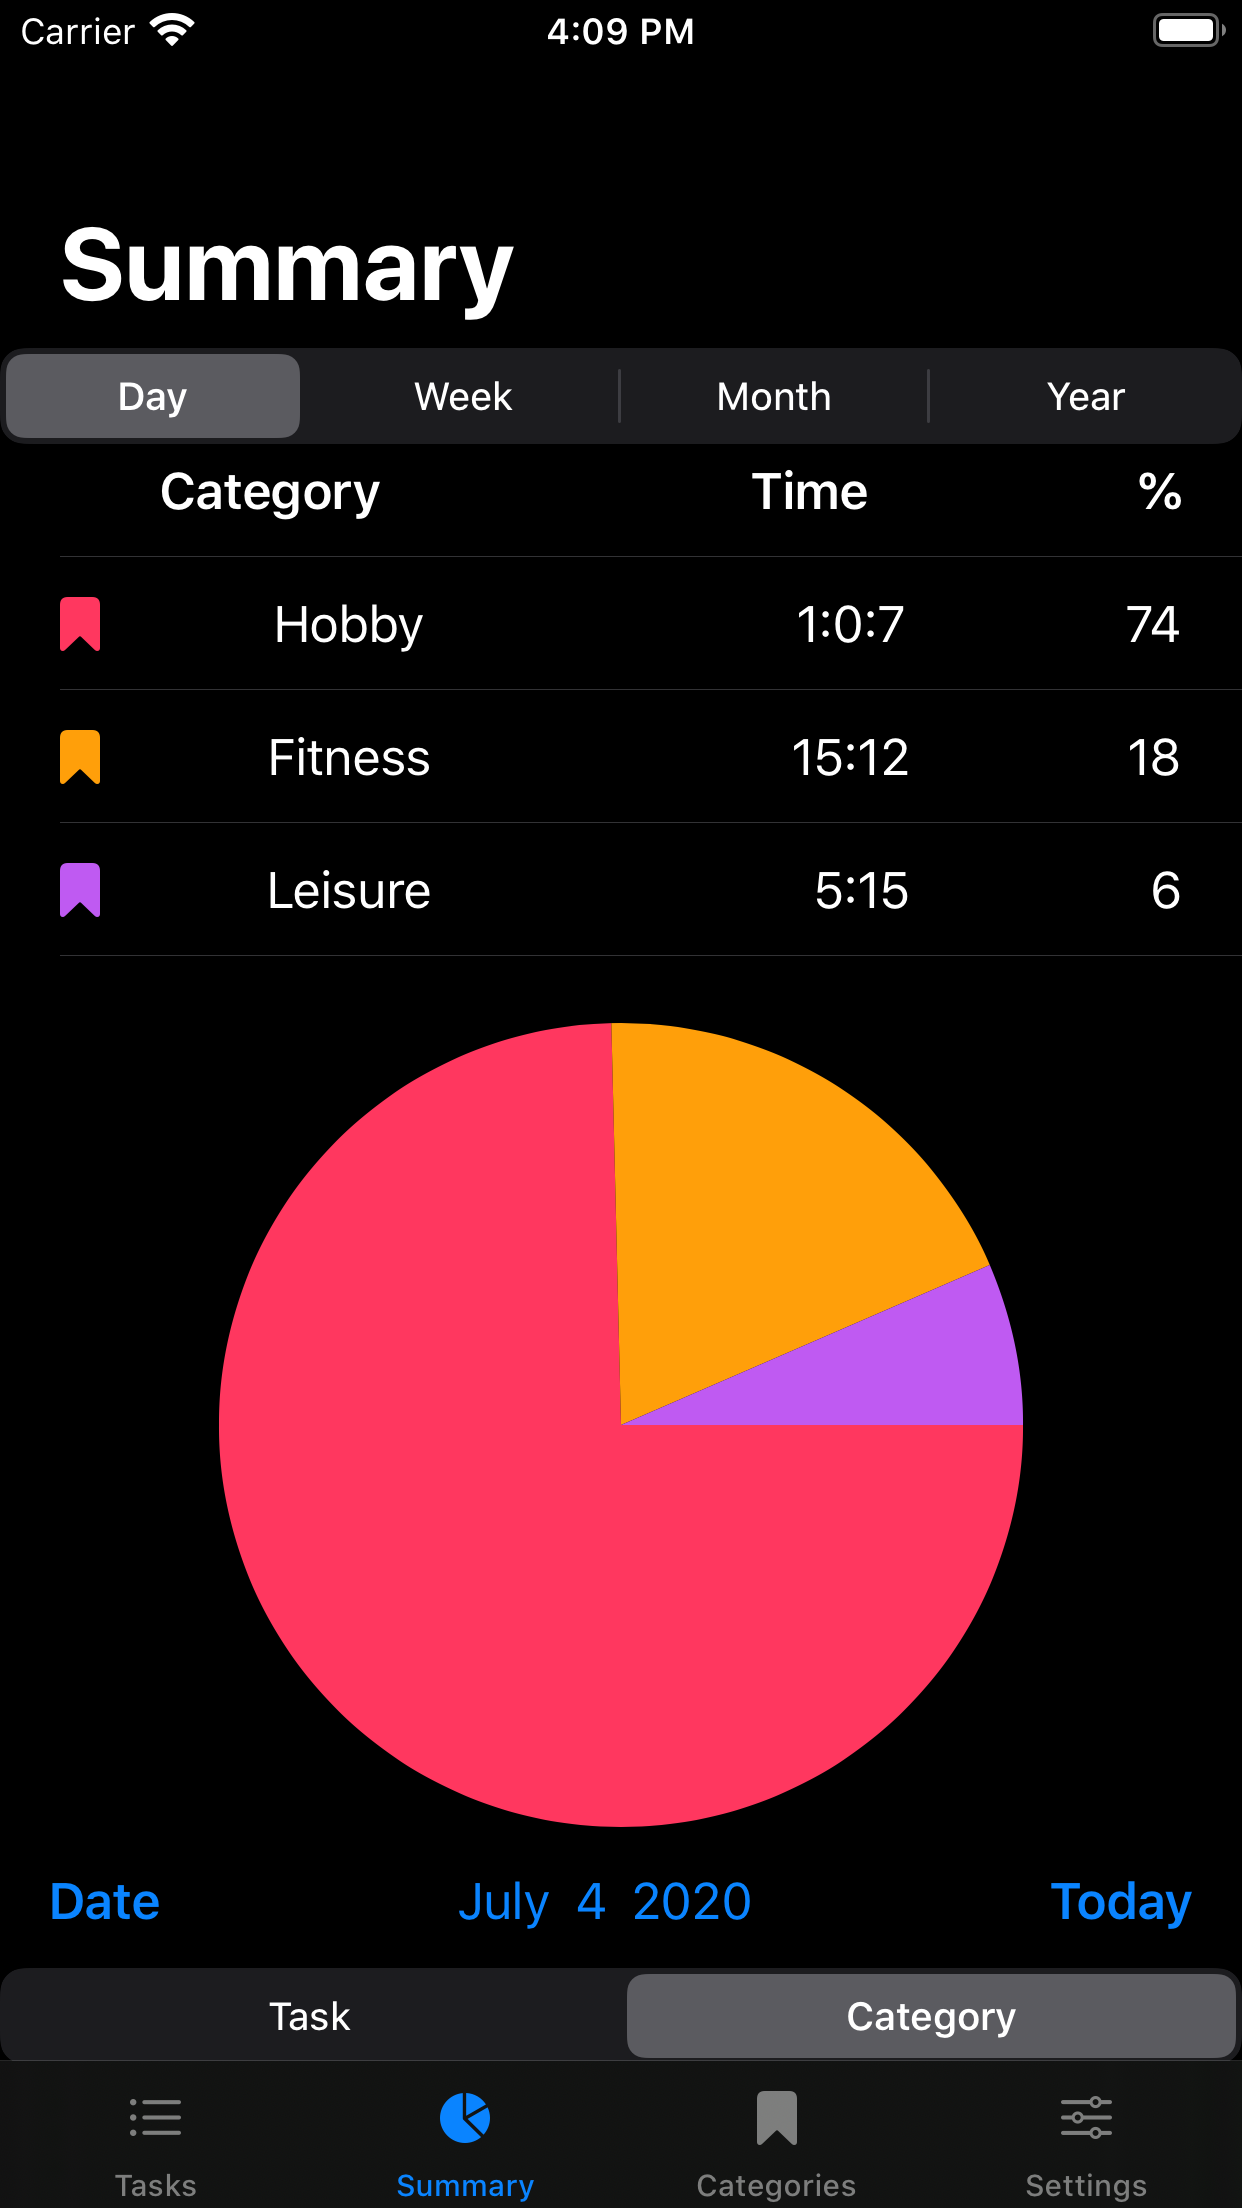 Carrier 4:09 PM
Summary
Day Week Month Year
Category Time %
Hobby 1:0:7 74
Fitness 15:12 18
Leisure 5:15 6
Date July 4 2020 Today
Task Category
Tasks Summary Categories Settings